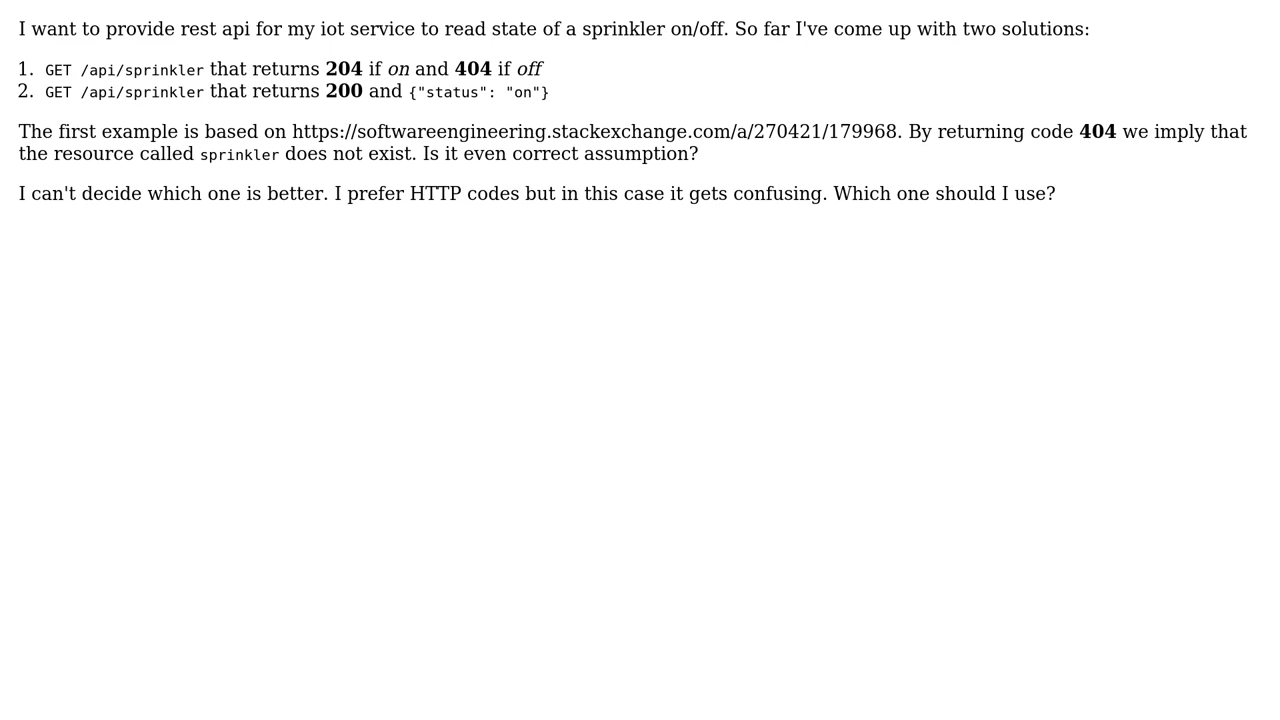 I want to provide rest api for my iot service to read state of a sprinkler on/off. So far I've come up with two solutions:
1. GET /api/sprinkler that returns 204 if on and 404 if off
2. GET /api/sprinkler that returns 200 and {"status": "on"}
The first example is based on https://softwareengineering.stackexchange.com/a/270421/179968. By returning code 404 we imply that
the resource called sprinkler does not exist. Is it even correct assumption?
I can't decide which one is better. I prefer HTTP codes but in this case it gets confusing. Which one should I use?